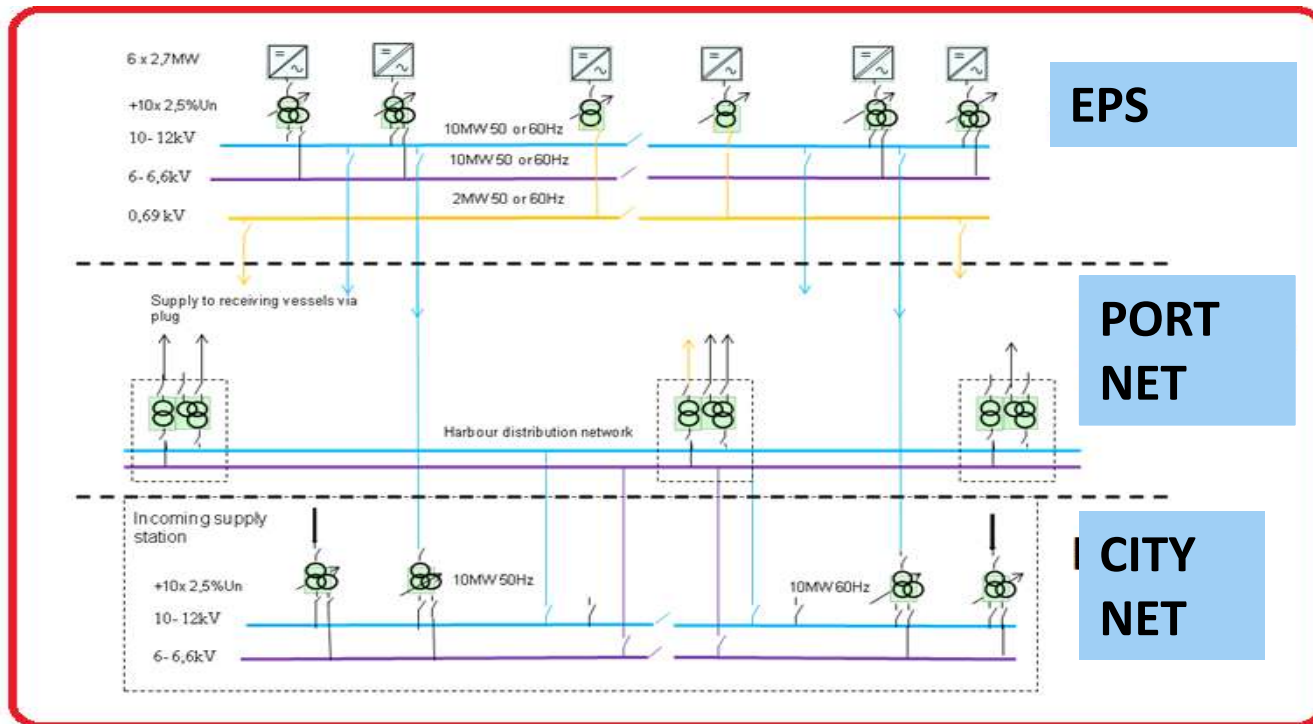 6 x 2,7MW
EPS
+10x 2,5%Un
10MW 50 or 60Hz
10- 12kV
10MW 50 or 60Hz
6- 6,6kV
2MW 50 or 60Hz
0,69 kV
Supply to receiving vessels via
plug
PORT
NET
Harbour distribution network
Incoming supply
station
CITY
NET
10MW 50Hz
10MW 60Hz
+10x 2,5%Un
10- 12kV
6- 6,6kV